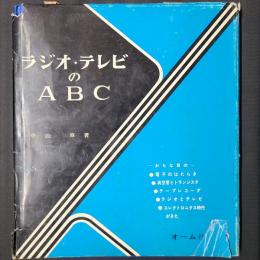 ラジオ・テレビ
の
ABC
章著
―おもな目次―
●電子のはたらき
●真空管とトランジスタ
●テープレコーダ
●ラジオとテレビ
●エレクトロニクス時代
がきた
オーム